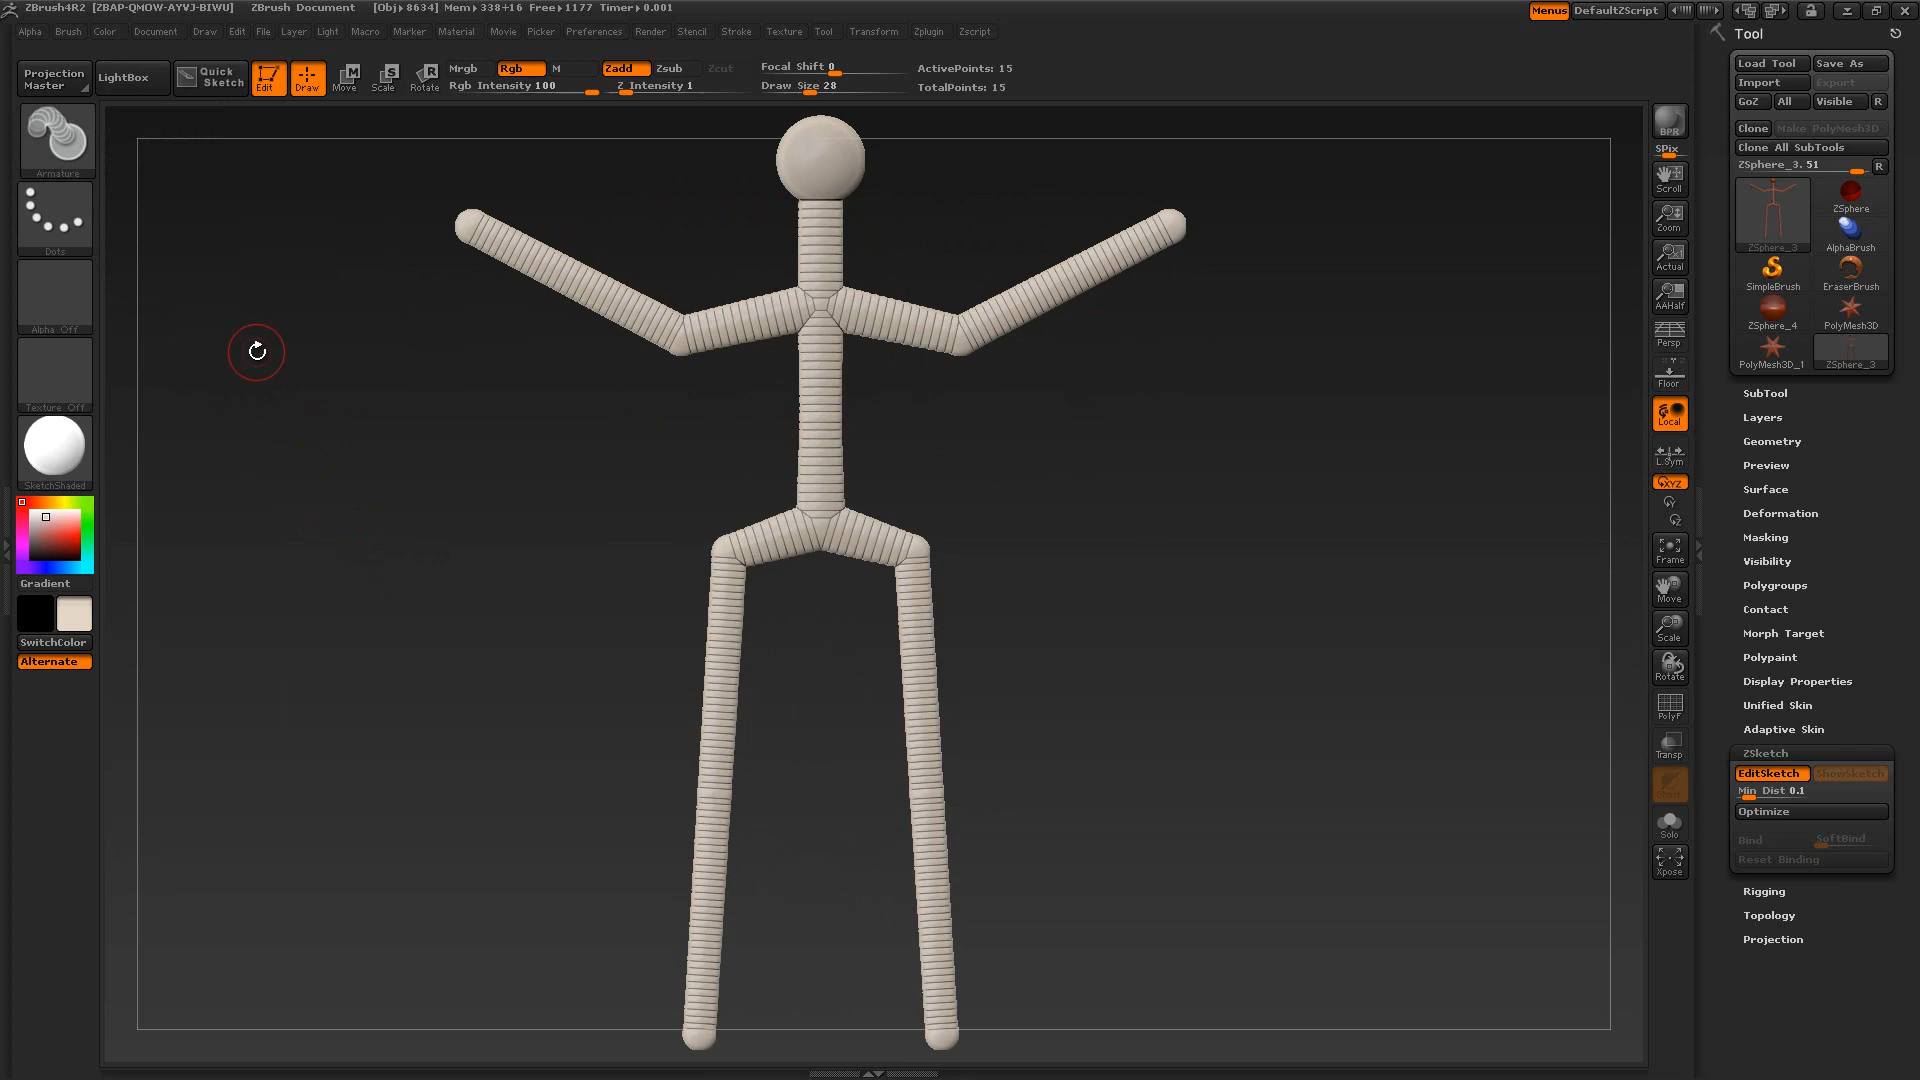 ZBrush4R2 [ZBAP-QMOW-AYVJ-BIWU] ZBrush Document [Obj▸8634] Mem▸338+16 Free▸1177 Timer▸0.001 Menus DefaultZScript
Alpha Brush Color Document Draw Edit File Layer Light Macro Marker Material Movie Picker Preferences Render Stencil Stroke Texture Tool Transform Zplugin Zscript
Projection Master
LightBox
Quick Sketch
Edit
Draw
Move
Scale
Rotate
Mrgb Rgb M Zadd Zsub Zcut
Rgb Intensity 100 Z Intensity 1
Focal Shift 0
Draw Size 28
ActivePoints: 15
TotalPoints: 15
Armature
Dots
Alpha Off
Texture Off
SketchShaded
Gradient
SwitchColor
Alternate
BPR
SPix
Scroll
Zoom
Actual
AAHalf
Persp
Floor
Local
L.Sym
XYZ
Y
Z
Frame
Move
Scale
Rotate
PolyF
Transp
Solo
Xpose
Tool
Load Tool Save As
Import Export
GoZ All Visible R
Clone Make PolyMesh3D
Clone All SubTools
ZSphere_3. 51 R
ZSphere_3
ZSphere
AlphaBrush
SimpleBrush EraserBrush
ZSphere_4 PolyMesh3D
PolyMesh3D_1 ZSphere_3
SubTool
Layers
Geometry
Preview
Surface
Deformation
Masking
Visibility
Polygroups
Contact
Morph Target
Polypaint
Display Properties
Unified Skin
Adaptive Skin
ZSketch
EditSketch ShowSketch
Min Dist 0.1
Optimize
Bind SoftBind
Reset Binding
Rigging
Topology
Projection